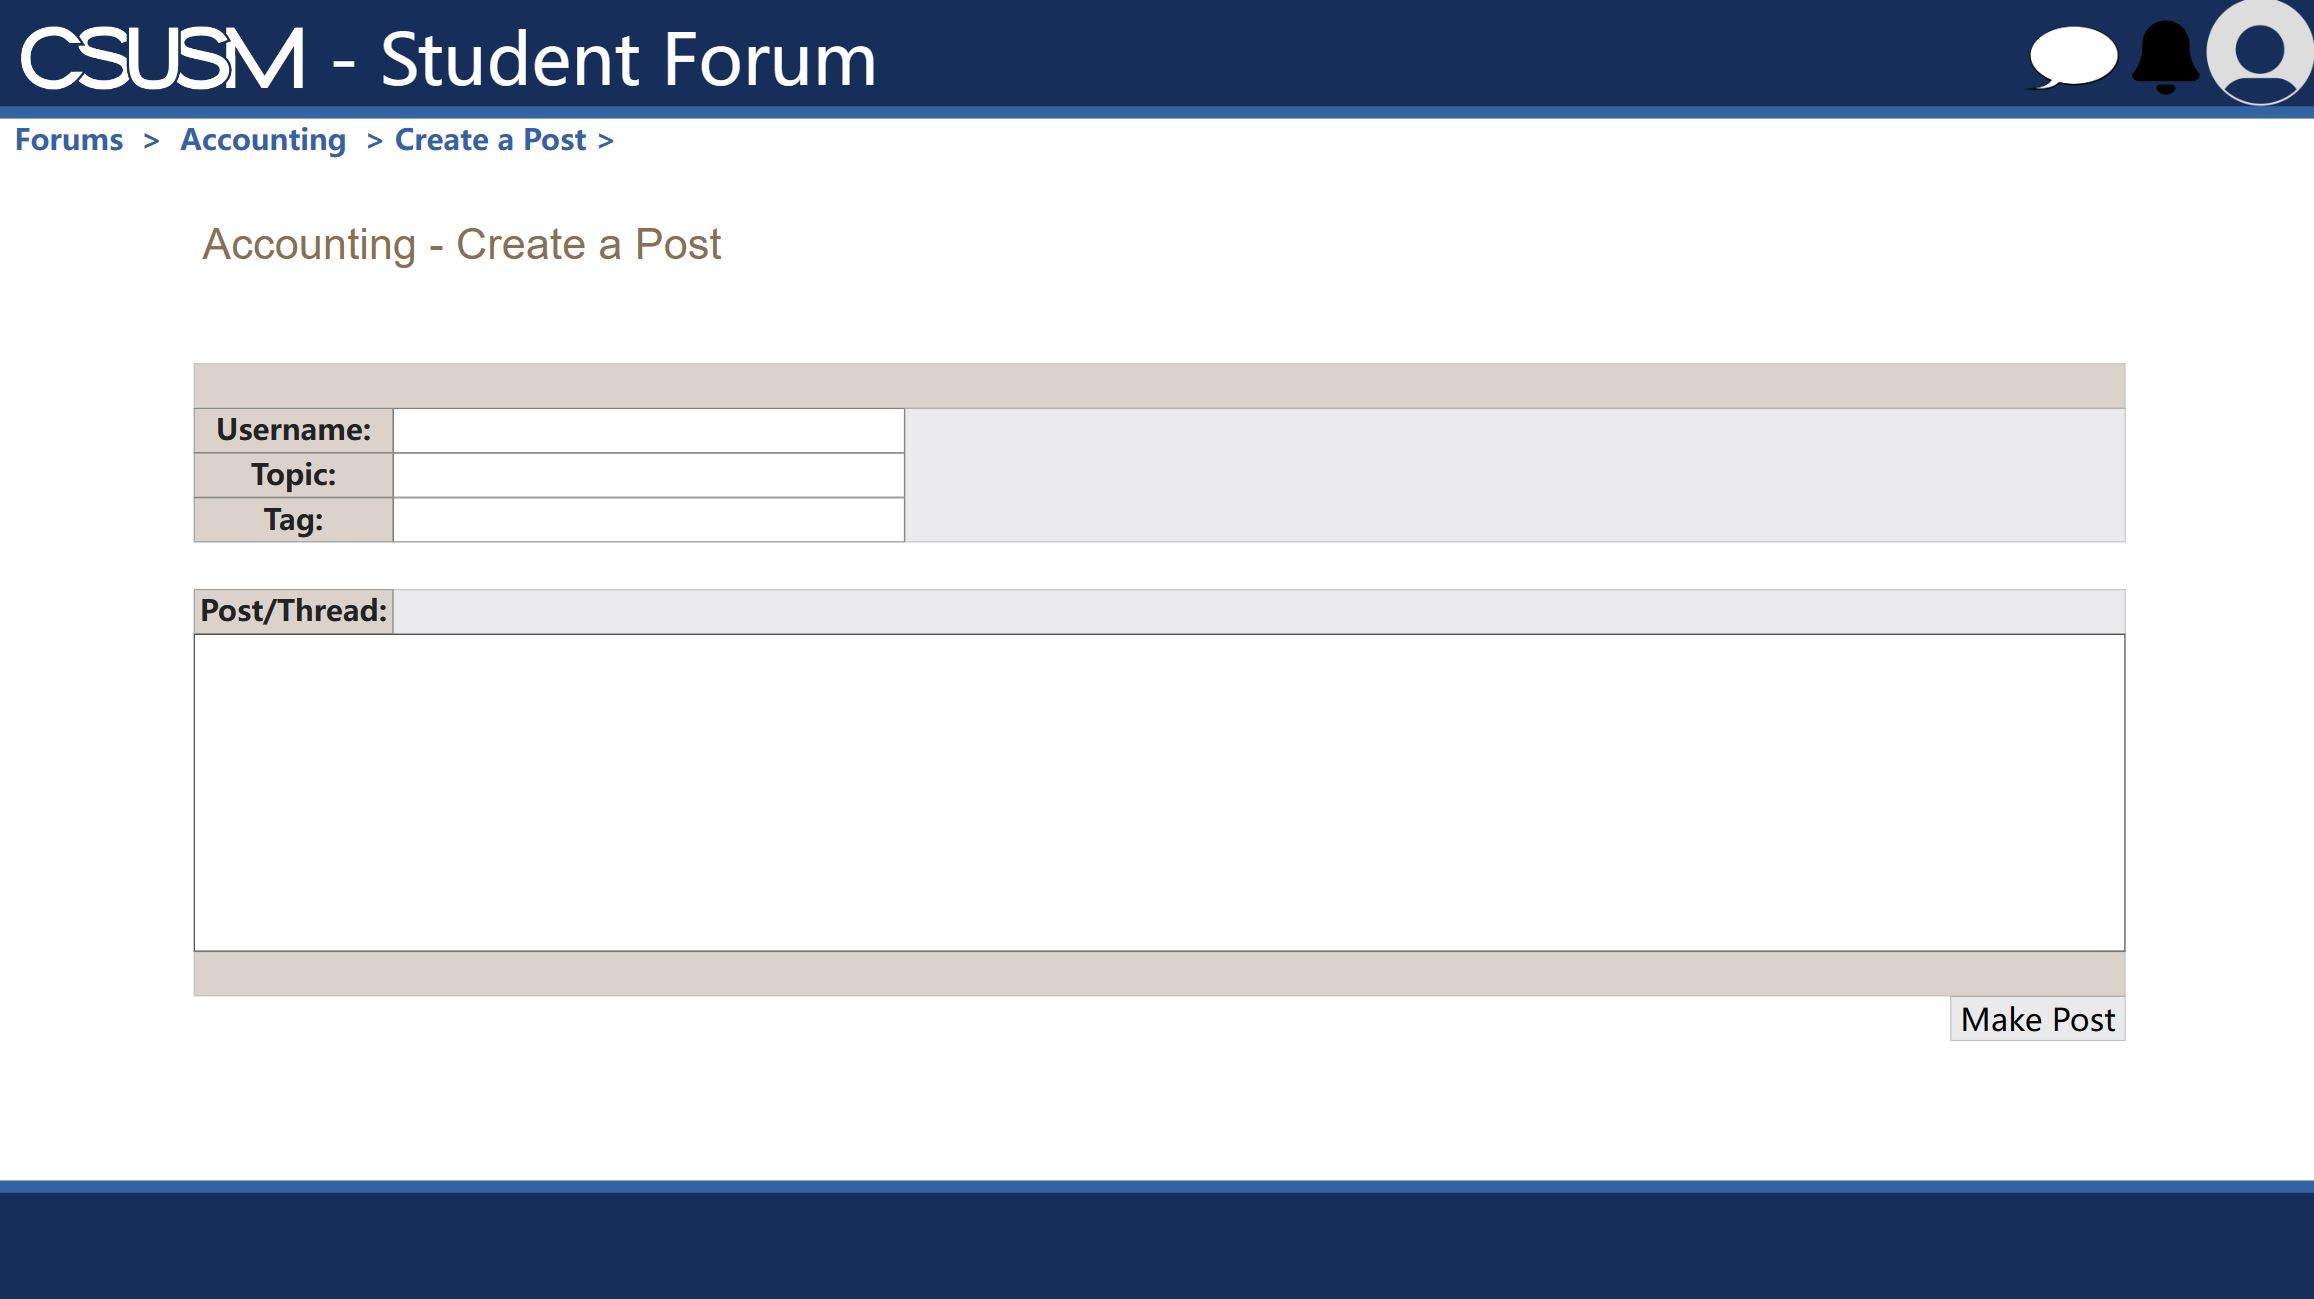 CSUSM - Student Forum
Forums > Accounting > Create a Post >
Accounting - Create a Post
Username:
Topic:
Tag:
Post/Thread:
Make Post